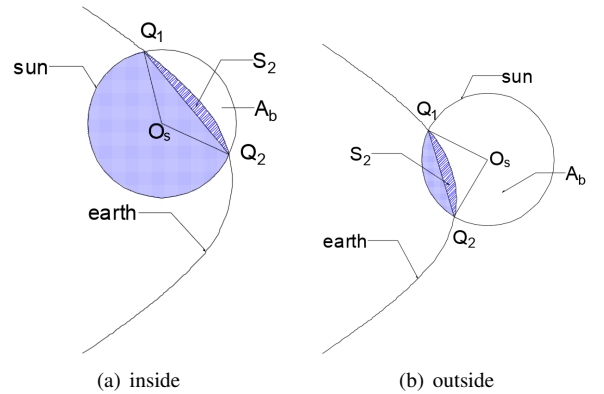 Q1
sun
S2
Ab
Os
Q2
earth
(a) inside
sun
Q1
Os
S2
Ab
Q2
earth
(b) outside